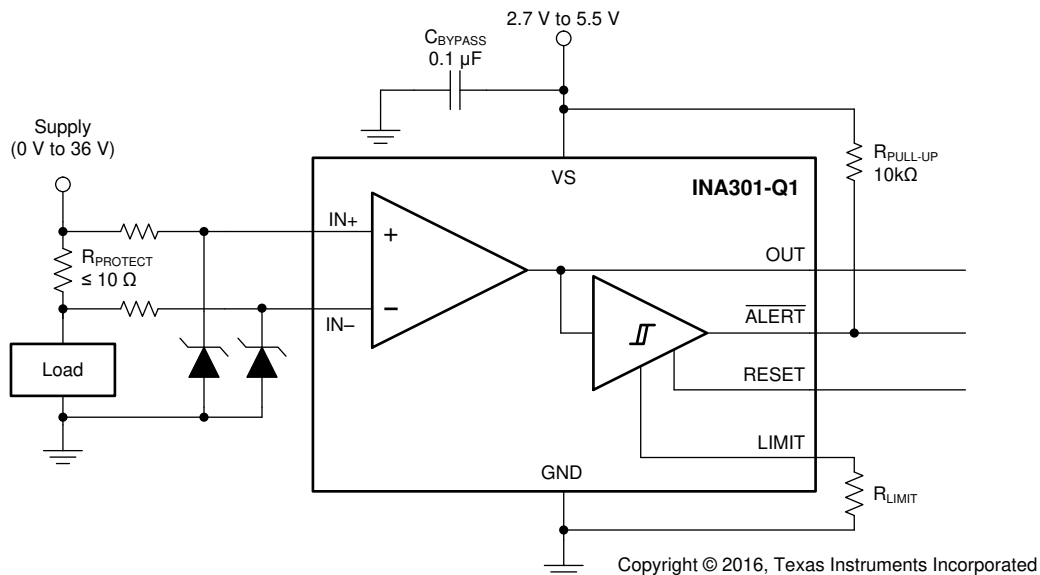 2.7 V to 5.5 V
CBYPASS
0.1 µF
Supply
(0 V to 36 V)
RPULL-UP
10kΩ
VS
INA301-Q1
IN+
+
RPROTECT
≤ 10 Ω
OUT
−
IN–
ALERT
Load
RESET
LIMIT
GND
RLIMIT
Copyright © 2016, Texas Instruments Incorporated